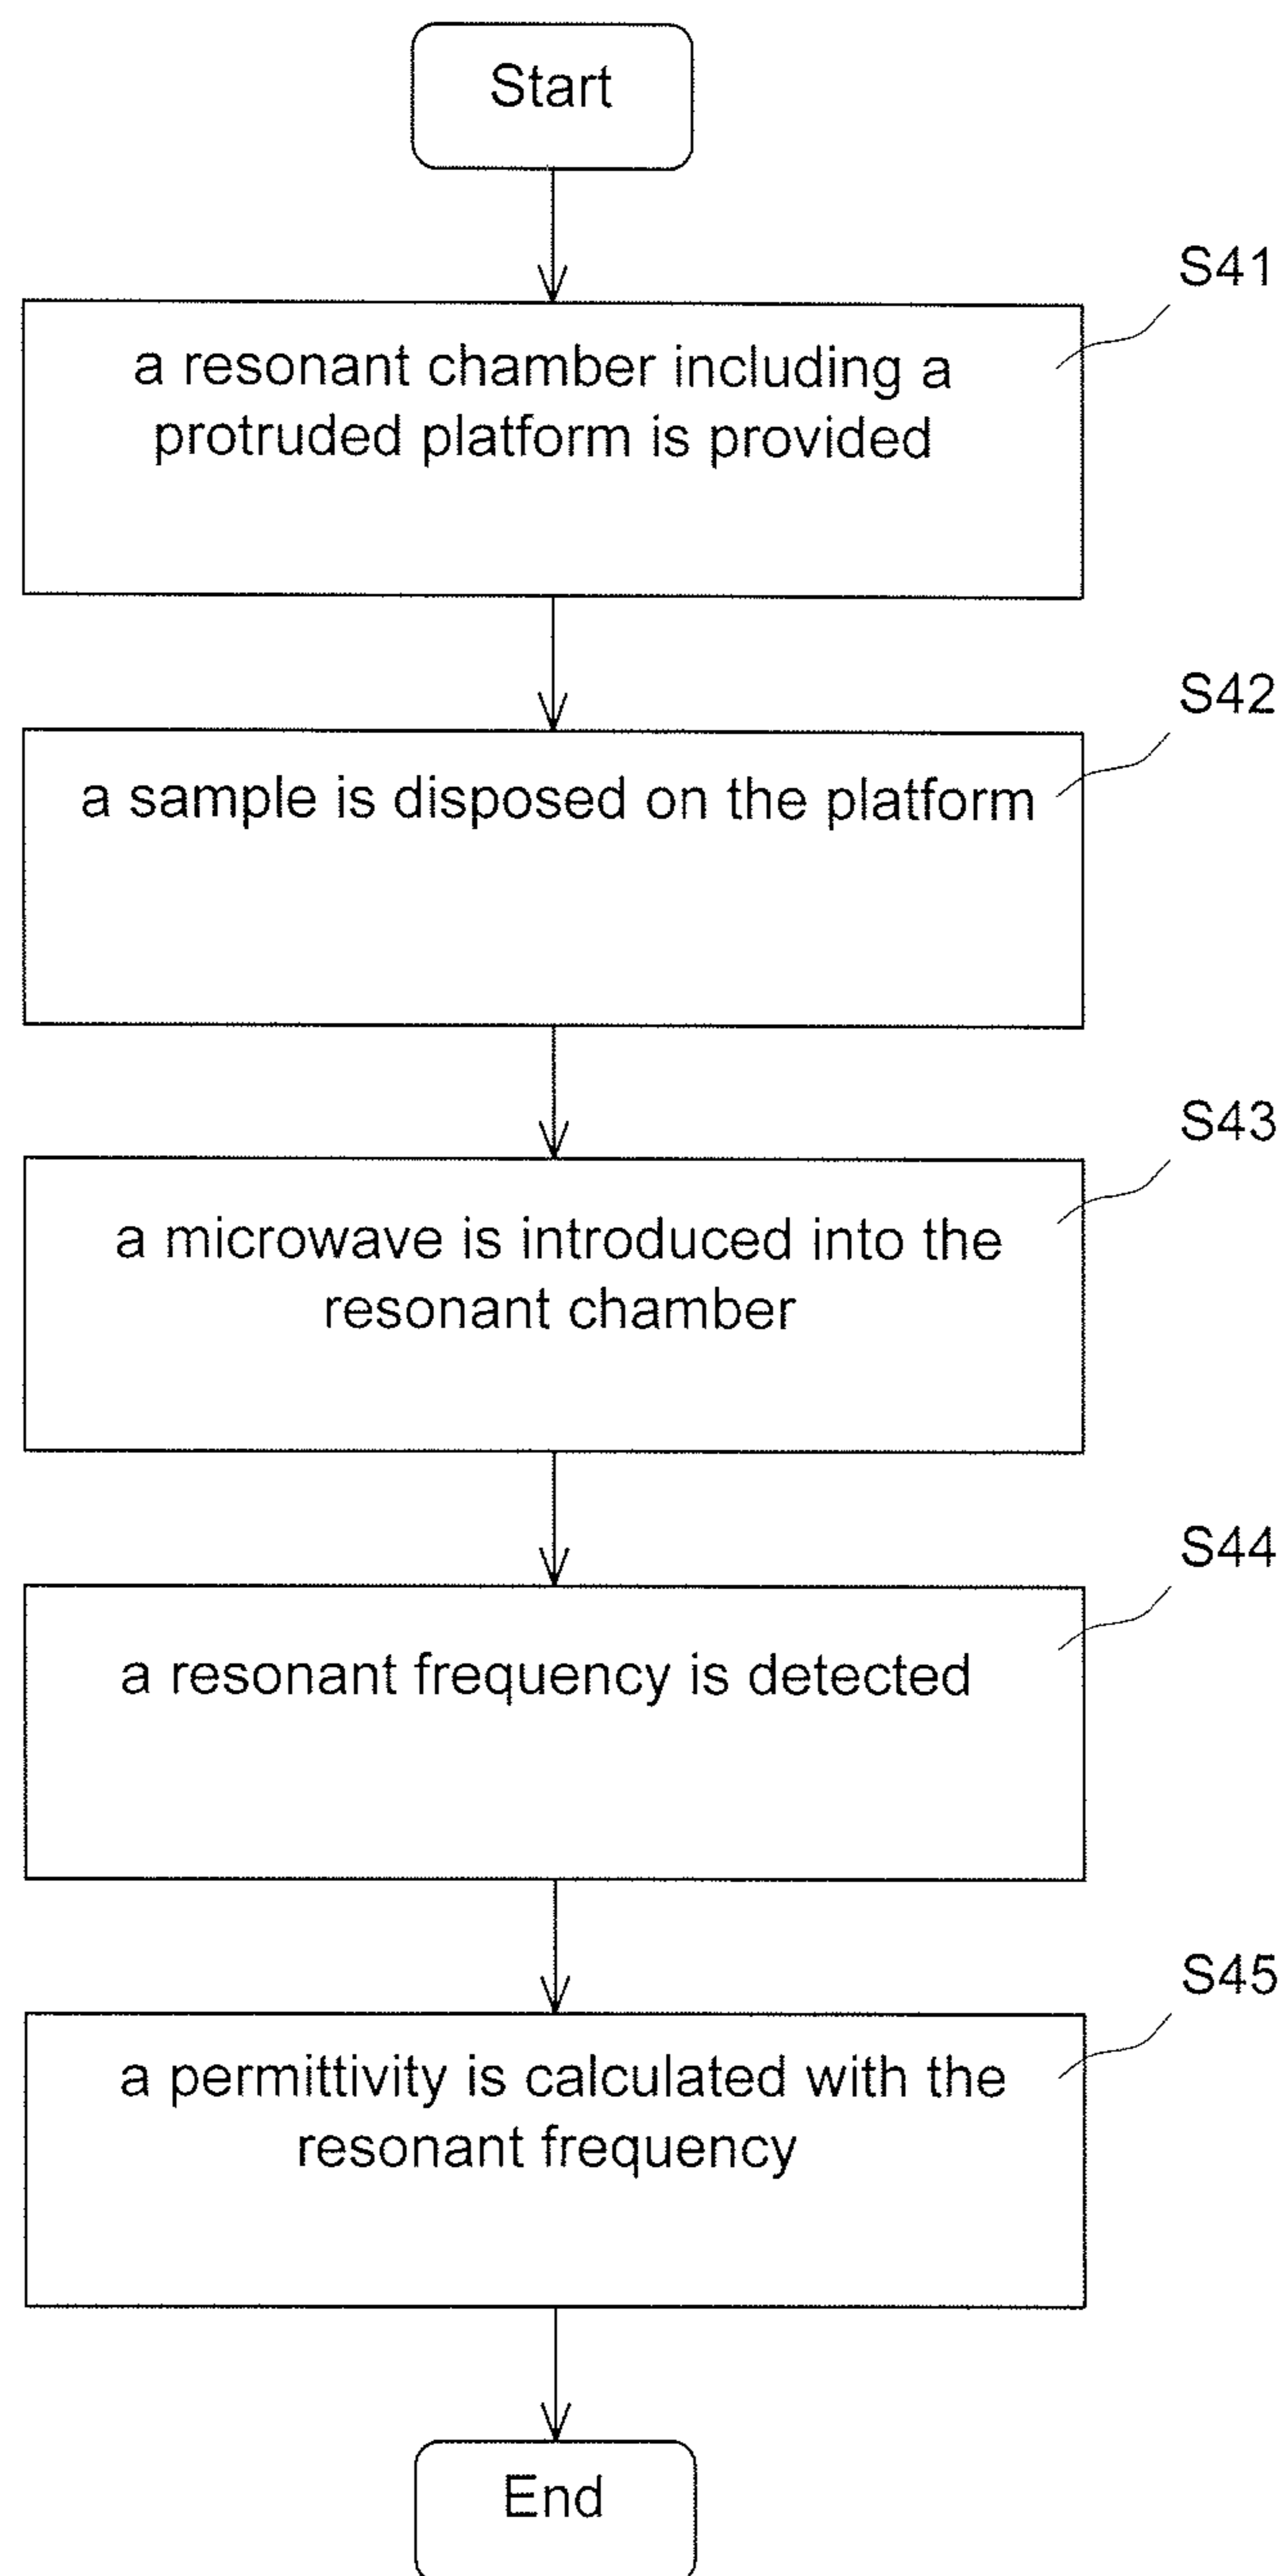 Start
S41
a resonant chamber including a
protruded platform is provided
S42
a sample is disposed on the platform
S43
a microwave is introduced into the
resonant chamber
S44
a resonant frequency is detected
S45
a permittivity is calculated with the
resonant frequency
End